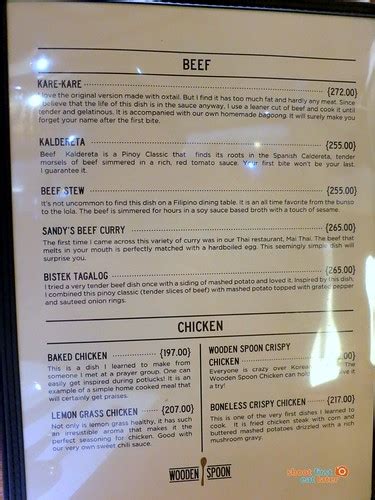 BEEF
KARE-KARE {272.00}
I love the original version made with oxtail. But I find it has too much fat and hardly any meat. Since
I believe that the life of this dish is in the sauce anyway, I use a leaner cut of beef and cook it until
tender and gelatinous. It is accompanied with our own homemade bagoong. It will surely make you
forget your name after the first bite.
KALDERETA {255.00}
Beef Kaldereta is a Pinoy Classic that finds its roots in the Spanish Caldereta, tender
morsels of beef simmered in a rich, red tomato sauce. Your first bite won't be your last.
I guarantee it.
BEEF STEW {255.00}
It's not uncommon to find this dish on a Filipino dining table. It is an all time favorite from the bunso
to the lola. The beef is simmered for hours in a soy sauce based broth with a touch of sesame.
SANDY'S BEEF CURRY {265.00}
The first time I came across this variety of curry was in our Thai restaurant, Mai Thai. The beef that
melts in your mouth is perfectly matched with a hardboiled egg. This seemingly simple dish will
surprise you.
BISTEK TAGALOG {265.00}
I tried a very tender beef dish once with a siding of mashed potato and loved it. Inspired by this dish,
I combined this pinoy classic (tender slices of beef) with mashed potato topped with grated pepper
and sauteed onion rings.
CHICKEN
BAKED CHICKEN {197.00}
This is a dish I learned to make from
someone I met at a prayer group. One can
easily get inspired during potlucks! It is an
example of a simple home cooked meal that
will certainly get praises.
LEMON GRASS CHICKEN {207.00}
Not only is lemon grass healthy, it has such
an irresistible aroma that makes it the
perfect seasoning for chicken. Good with
our very own sweet chili sauce.
WOODEN SPOON CRISPY
CHICKEN .00}
Everyone is crazy over Korea
Wooden Spoon Chicken can ho ve it
a try!
BONELESS CRISPY CHICKEN {217.00}
This is one of the very first dishes I learned to
cook. It is fried chicken steak with corn and
buttered mashed potatoes drizzled with a rich
mushroom gravy.
WOODEN SPOON
shoot first
eat later